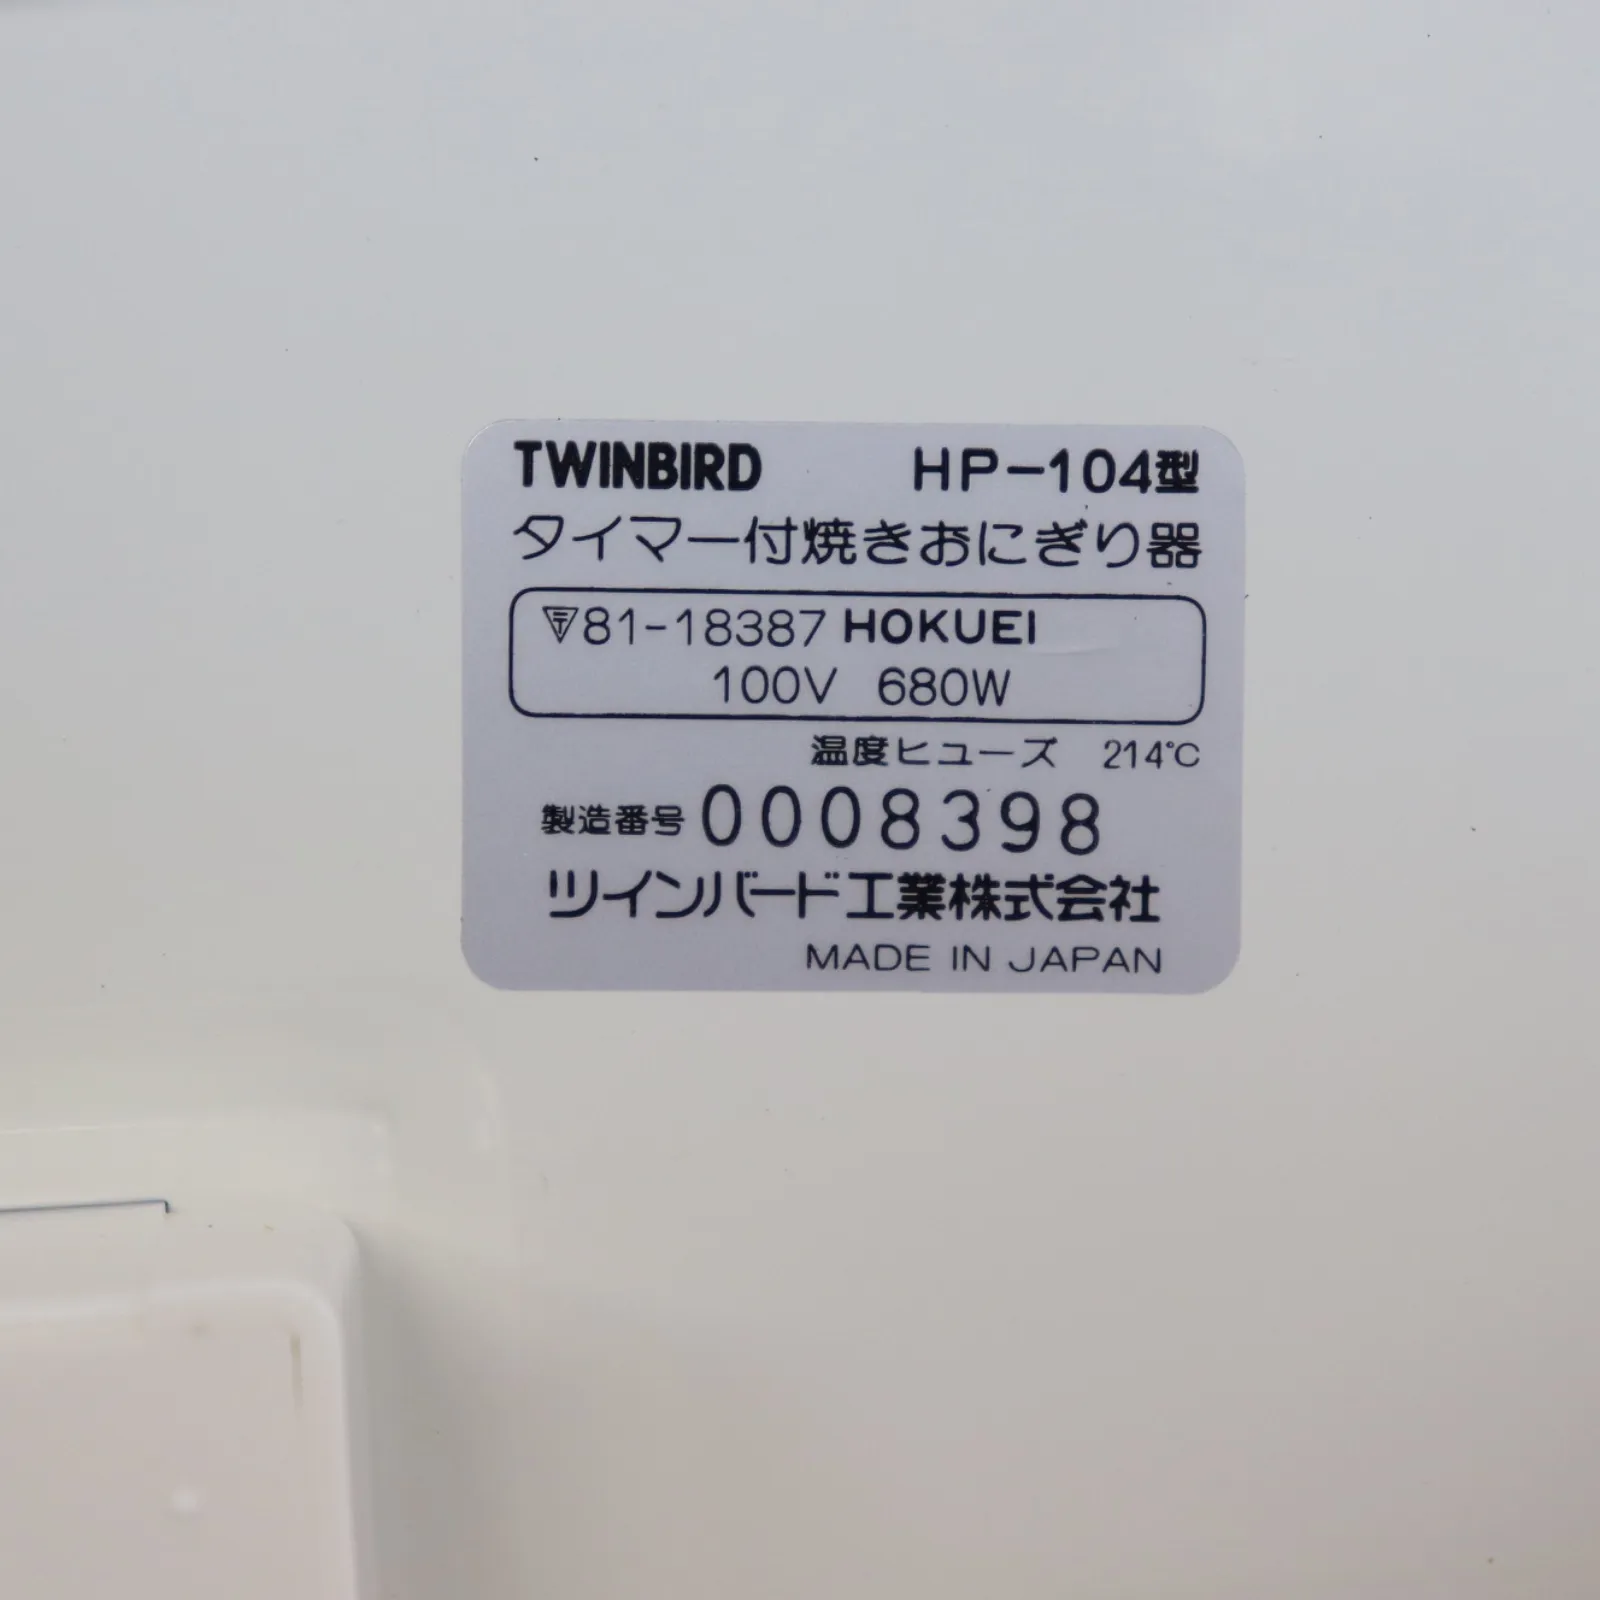 TWINBIRD HP-104型
タイマー付焼きおにぎり器
81-18387 HOKUEI
100V 680W
温度ヒューズ 214℃
製造番号 0008398
ツインバード工業株式会社
MADE IN JAPAN